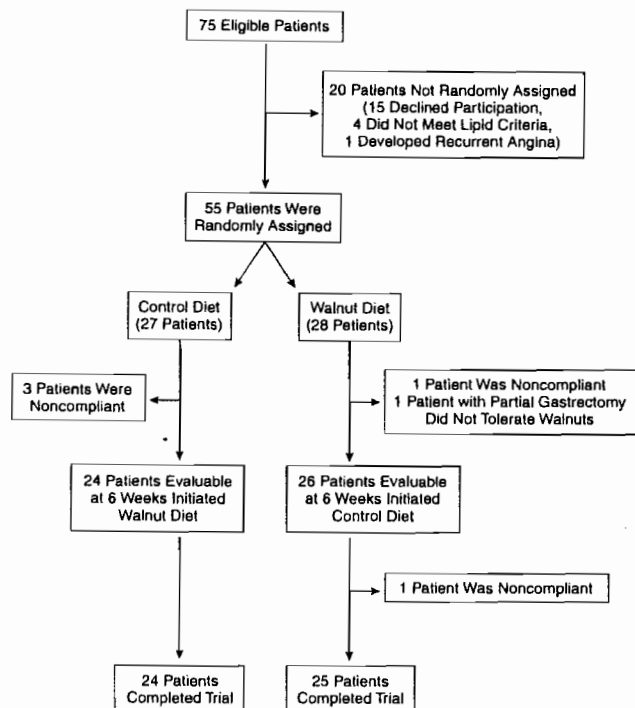 75 Eligible Patients
20 Patients Not Randomly Assigned
(15 Declined Participation,
4 Did Not Meet Lipid Criteria,
1 Developed Recurrent Angina)
55 Patients Were
Randomly Assigned
Control Diet
(27 Patients)
Walnut Diet
(28 Petients)
3 Patients Were
Noncompliant
1 Patient Was Noncompliant
1 Patient with Partial Gastrectomy
Did Not Tolerate Walnuts
24 Patients Evaluable
at 6 Weeks Initiated
Walnut Diet
26 Patients Evaluable
at 6 Weeks Initiated
Control Diet
1 Patient Was Noncompliant
24 Patients
Completed Trial
25 Patients
Completed Trial